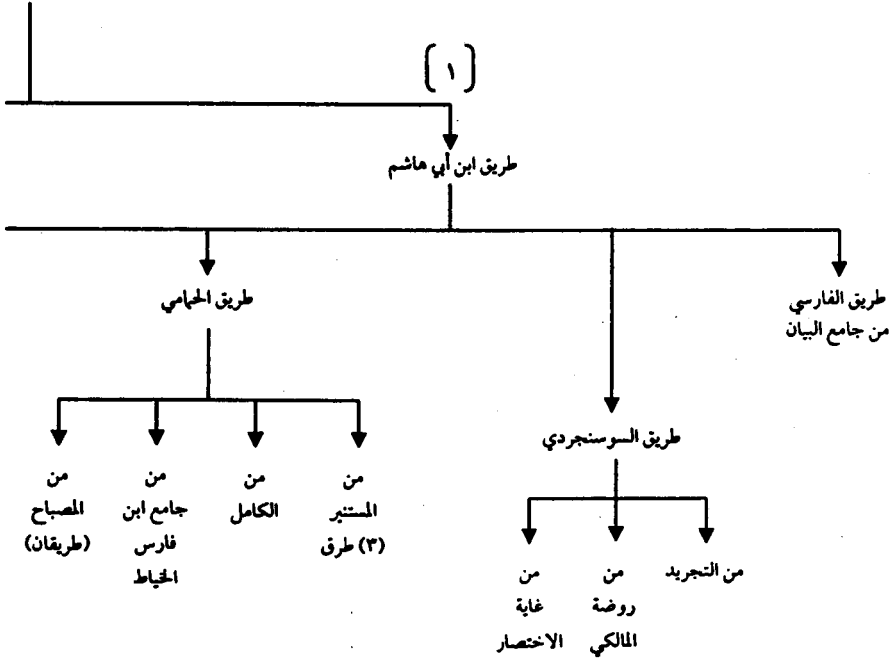 [١]
طريق ابن أبي هاشم
طريق الفارسي
من جامع البيان
طريق الحمامي
طريق السوسنجردي
من التجريد
من
روضة
المالكي
من
غاية
الاختصار
من
المستنير
(٣) طرق
من
الكامل
من
جامع ابن
فارس
الخياط
من
المصباح
(طريقان)